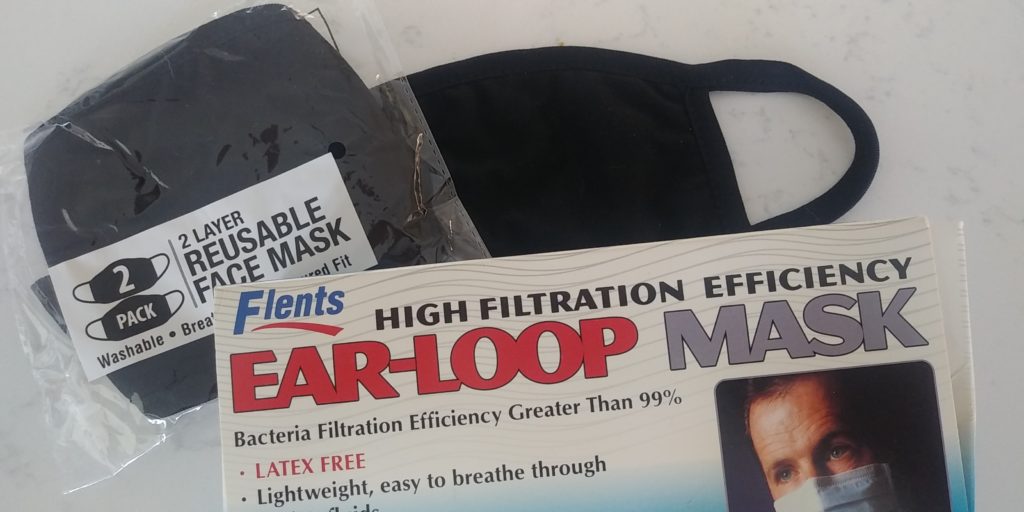 2 LAYER
REUSABLE
FACE MASK
2
PACK
Washable •
Fit
Flents
HIGH FILTRATION EFFICIENCY
EAR-LOOP MASK
Bacteria Filtration Efficiency Greater Than 99%
· LATEX FREE
· Lightweight, easy to breathe through